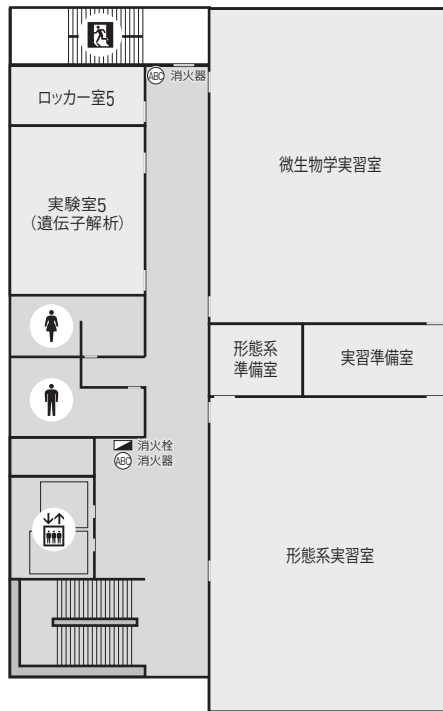 ABC 消火器
ロッカー室5
微生物学実習室
実験室5
（遺伝子解析）
形態系
準備室
実習準備室
消火栓
ABC 消火器
形態系実習室